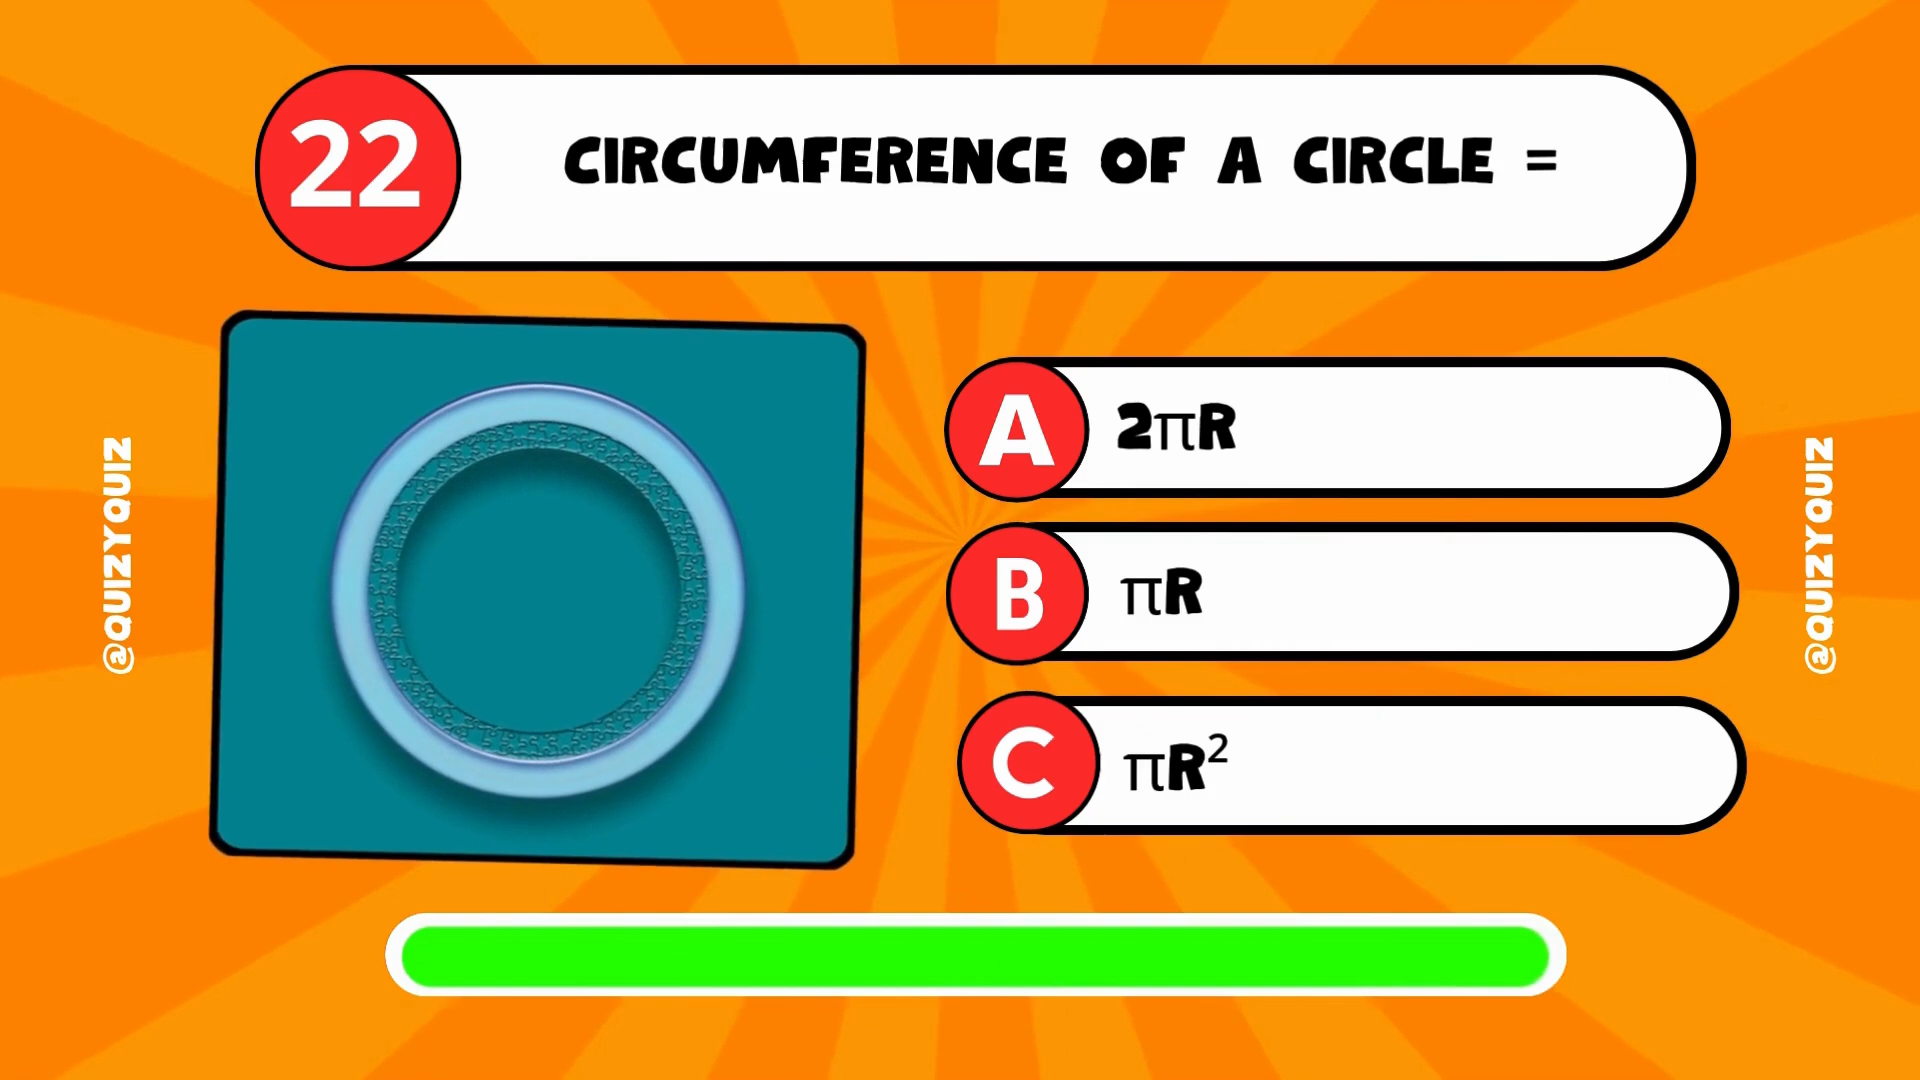 22
CIRCUMFERENCE OF A CIRCLE =
@QUIZYQUIZ
A
2πR
B
πR
C
πR²
@QUIZYQUIZ